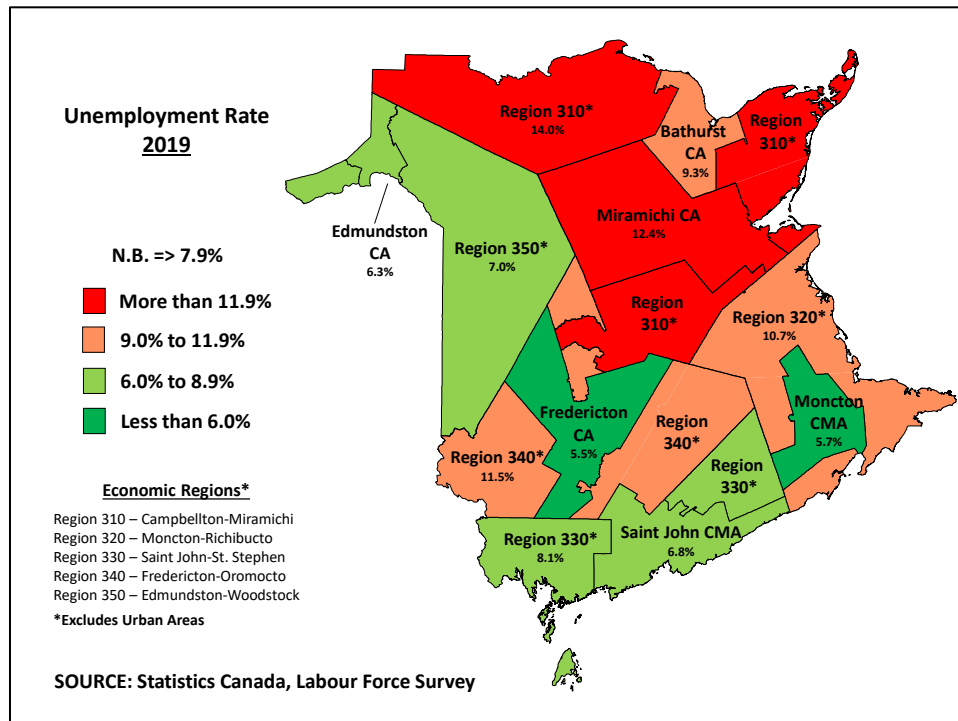 Unemployment Rate
2019
N.B. => 7.9%
More than 11.9%
9.0% to 11.9%
6.0% to 8.9%
Less than 6.0%
Economic Regions*
Region 310 – Campbellton-Miramichi
Region 320 – Moncton-Richibucto
Region 330 – Saint John-St. Stephen
Region 340 – Fredericton-Oromocto
Region 350 – Edmundston-Woodstock
*Excludes Urban Areas
SOURCE: Statistics Canada, Labour Force Survey
Region 310*
14.0%
Bathurst
CA
9.3%
Region
310*
Miramichi CA
12.4%
Edmundston
CA
6.3%
Region 350*
7.0%
Region
310*
Region 320*
10.7%
Fredericton
CA
5.5%
Region
340*
Moncton
CMA
5.7%
Region 340*
11.5%
Region
330*
Region 330*
8.1%
Saint John CMA
6.8%